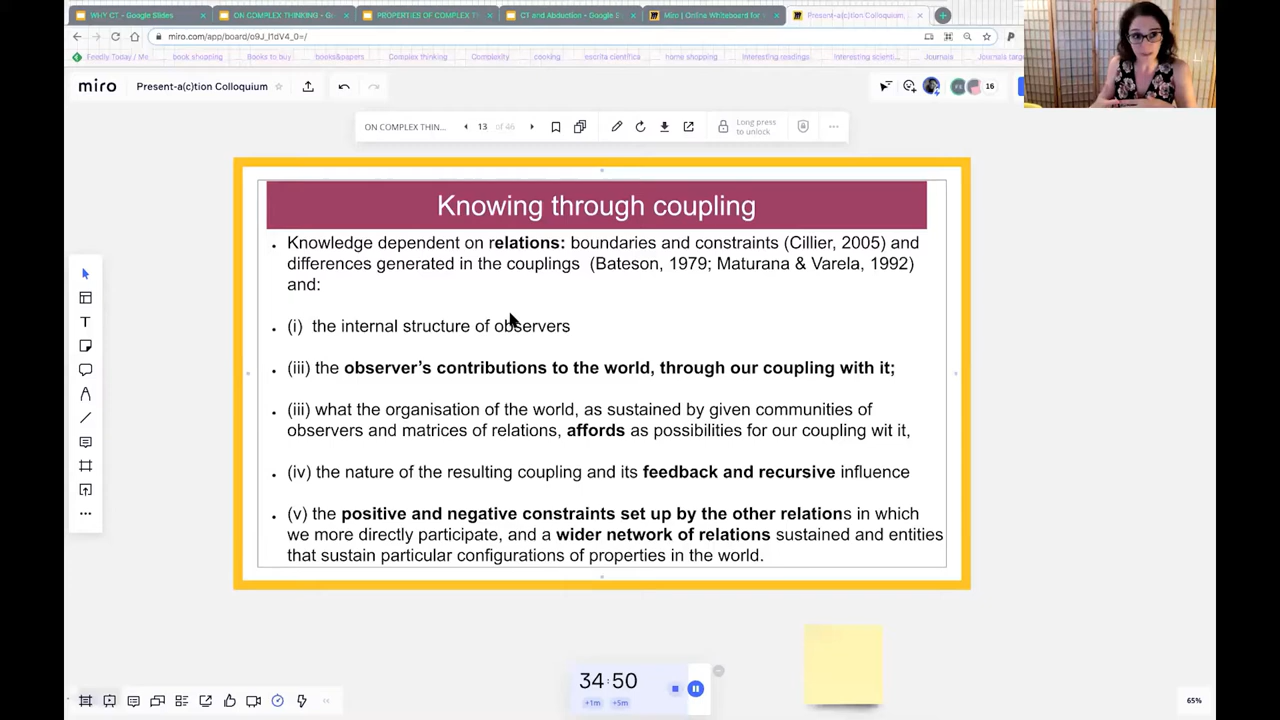 WHY CT - Google Slides
ON COMPLEX THINKING - G
PROPERTIES OF COMPLEX T
CT and Abduction - Google S
Miro | Online Whiteboard for
Present-a(c)tion Colloquium,
miro.com/app/board/o9J_l1dV4_0=/
Feedly Today / Me
book shopping
Books to buy
books&papers
Complex thinking
Complexity
cooking
escrita cientifica
home shopping
Interesting readings
Interesting scienti...
Journals
Journals targe
miro
Present-a(c)tion Colloquium
16
ON COMPLEX THIN...
13 of 46
Long press
to unlock
Knowing through coupling
Knowledge dependent on relations: boundaries and constraints (Cillier, 2005) and
differences generated in the couplings (Bateson, 1979; Maturana & Varela, 1992)
and:
(i) the internal structure of observers
(iii) the observer's contributions to the world, through our coupling with it;
(iii) what the organisation of the world, as sustained by given communities of
observers and matrices of relations, affords as possibilities for our coupling wit it,
(iv) the nature of the resulting coupling and its feedback and recursive influence
(v) the positive and negative constraints set up by the other relations in which
we more directly participate, and a wider network of relations sustained and entities
that sustain particular configurations of properties in the world.
34:50
+1m
+5m
65%